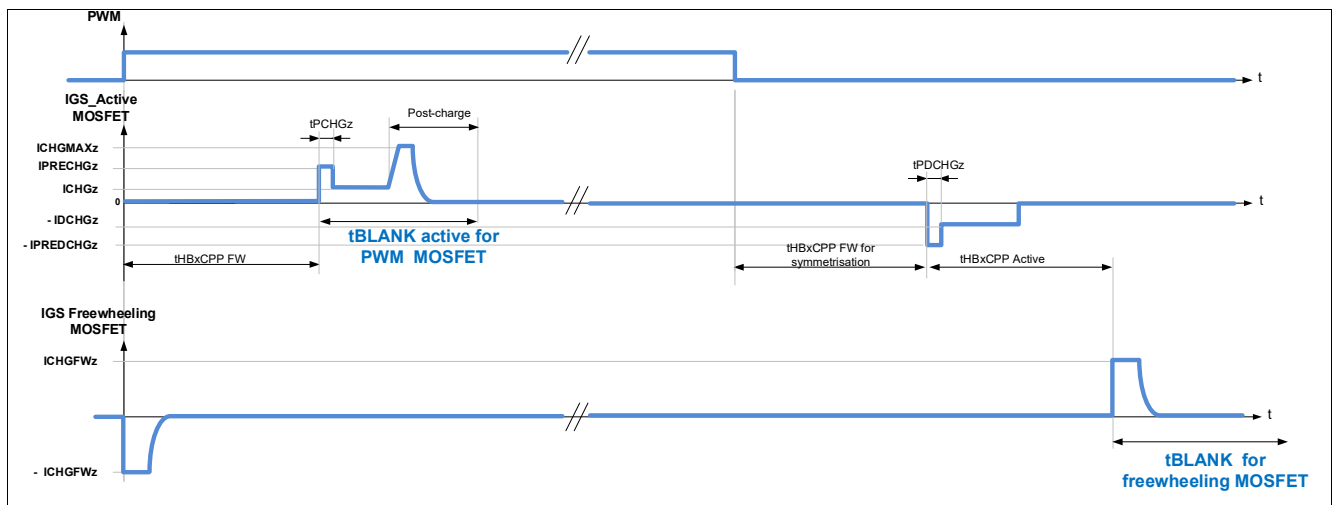 PWM
t
IGS_Active
MOSFET
tPCHGz
Post-charge
tPDCHGz
ICHGMAXz
IPRECHGz
ICHGz
0
t
- IDCHGz
- IPREDCHGz
tBLANK active for
PWM MOSFET
tHBxCPP FW
tHBxCPP FW for
symmetrisation
tHBxCPP Active
IGS Freewheeling
MOSFET
ICHGFWz
t
- ICHGFWz
tBLANK for
freewheeling MOSFET